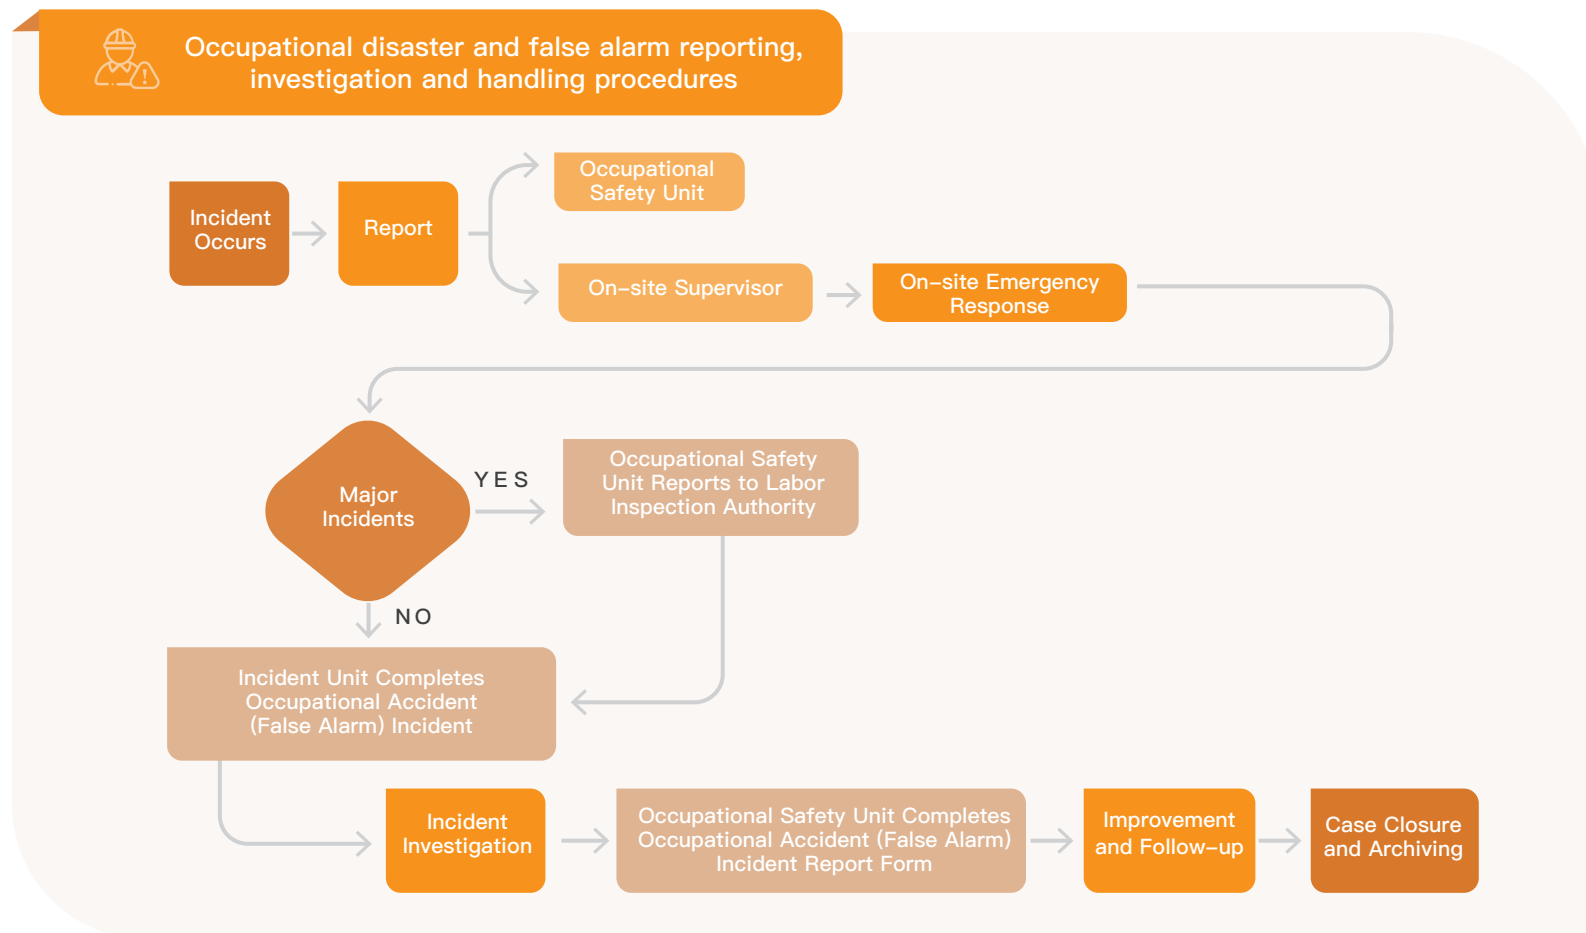 Occupational disaster and false alarm reporting,
investigation and handling procedures
Incident
Occurs
Report
Occupational
Safety Unit
On-site Supervisor
On-site Emergency
Response
Major
Incidents
YES
Occupational Safety
Unit Reports to Labor
Inspection Authority
NO
Incident Unit Completes
Occupational Accident
(False Alarm) Incident
Incident
Investigation
Occupational Safety Unit Completes
Occupational Accident (False Alarm)
Incident Report Form
Improvement
and Follow-up
Case Closure
and Archiving